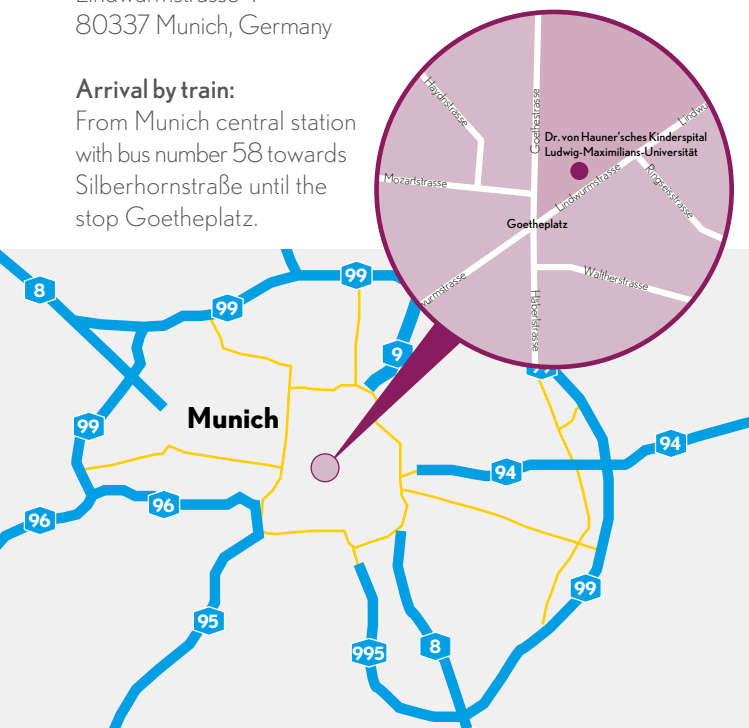 80337 Munich, Germany
Arrival by train:
From Munich central station
with bus number 58 towards
Silberhornstraße until the
stop Goetheplatz.
Haydnstrasse
Goethestrasse
Lindwu
Dr. von Hauner'sches Kinderspital
Ludwig-Maximilians-Universität
Mozartstrasse
Lindwurmstrasse
Ringseisstrasse
Goetheplatz
wurmstrasse
Waltherstrasse
Häberlstrasse
8
99
99
9
99
Munich
94
94
96
96
99
95
995
8